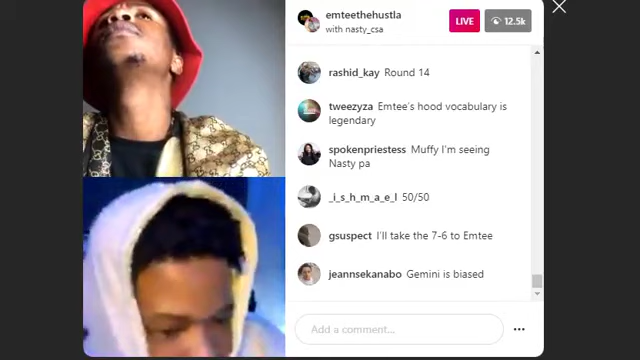 emteethehustla
LIVE
12.5k
with nasty_csa
rashid_kay Round 14
tweezyza Emtee's hood vocabulary is
legendary
spokenpriestess Muffy I'm seeing
Nasty pa
_i_s_h_m_a_e_l 50/50
gsuspect I'll take the 7-6 to Emtee
jeannsekanabo Gemini is biased
Add a comment...